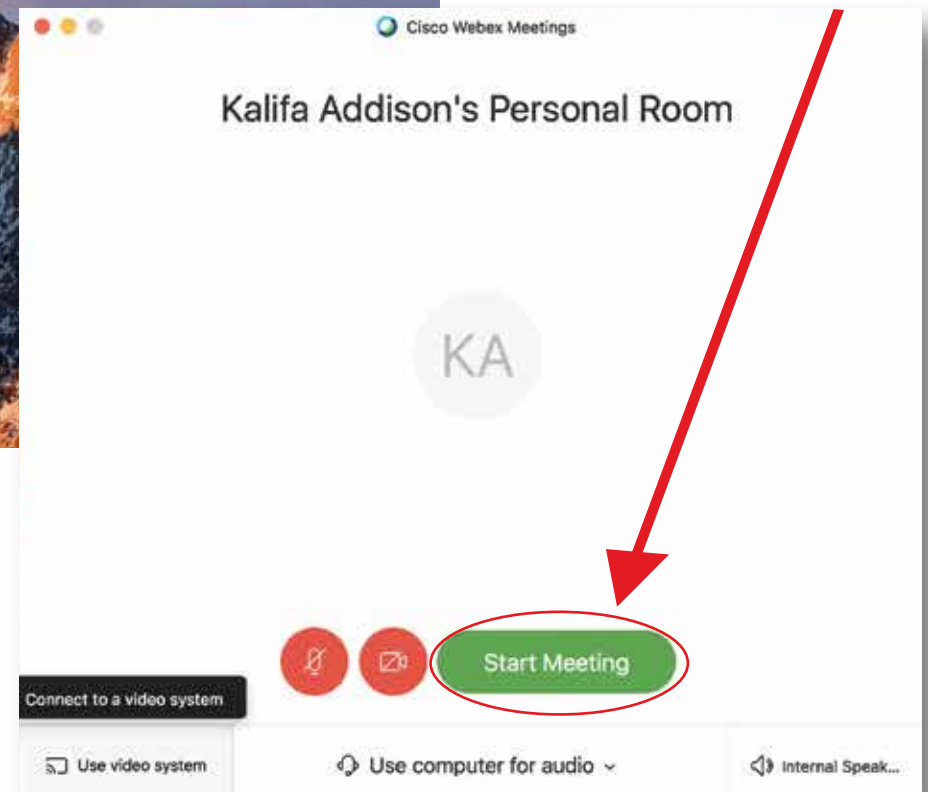 Cisco Webex Meetings
Kalifa Addison's Personal Room
KA
Start Meeting
Connect to a video system
Use video system
Use computer for audio
Internal Speak...